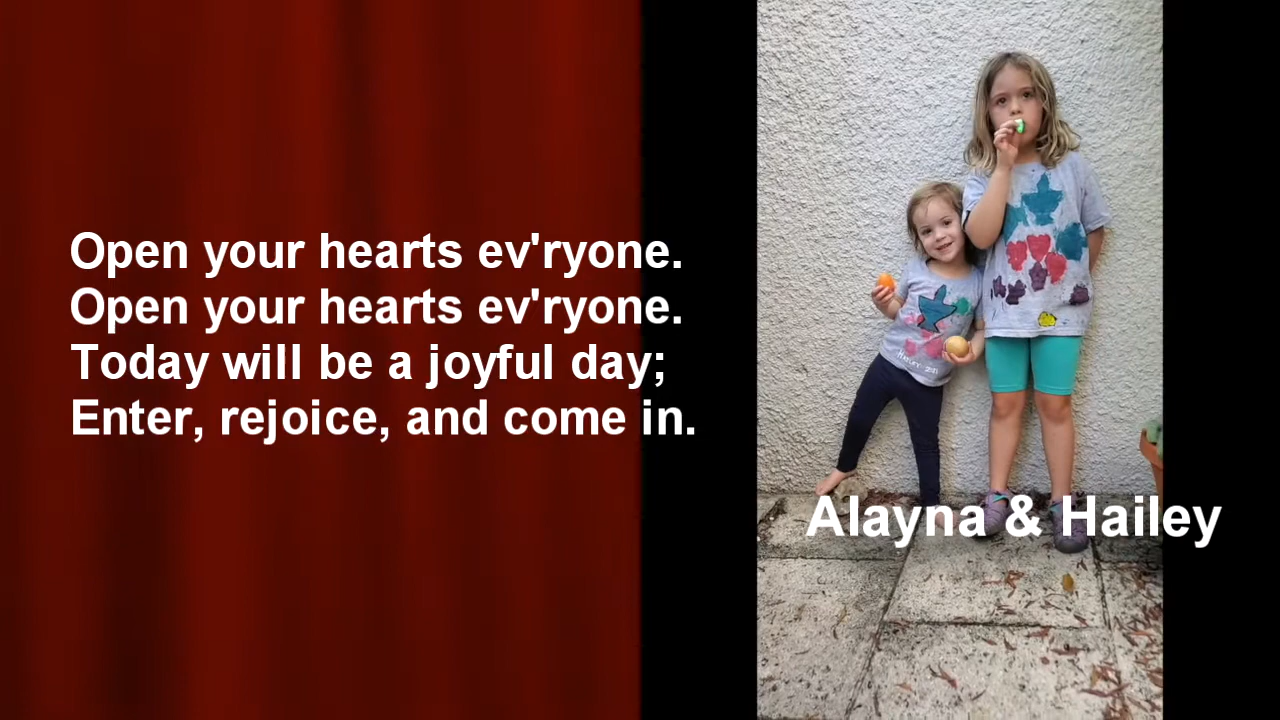 Open your hearts ev'ryone.
Open your hearts ev'ryone.
Today will be a joyful day;
Enter, rejoice, and come in.
Alayna & Hailey